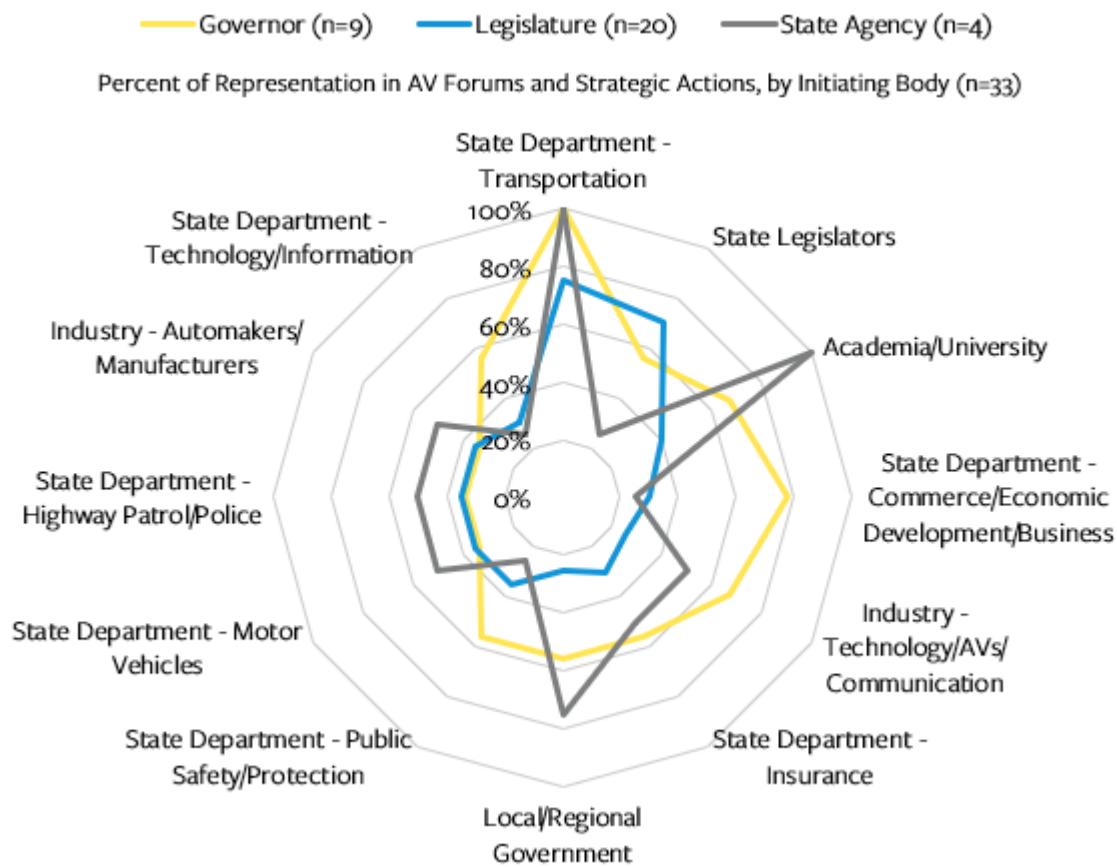 Governor (n=9) Legislature (n=20) State Agency (n=4)
Percent of Representation in AV Forums and Strategic Actions, by Initiating Body (n=33)
State Department -
Transportation
State Legislators
Academia/University
State Department -
Commerce/Economic
Development/Business
Industry -
Technology/AVs/
Communication
State Department -
Insurance
Local/Regional
Government
State Department - Public
Safety/Protection
State Department - Motor
Vehicles
State Department -
Highway Patrol/Police
Industry - Automakers/
Manufacturers
State Department -
Technology/Information
100%
80%
60%
40%
20%
0%